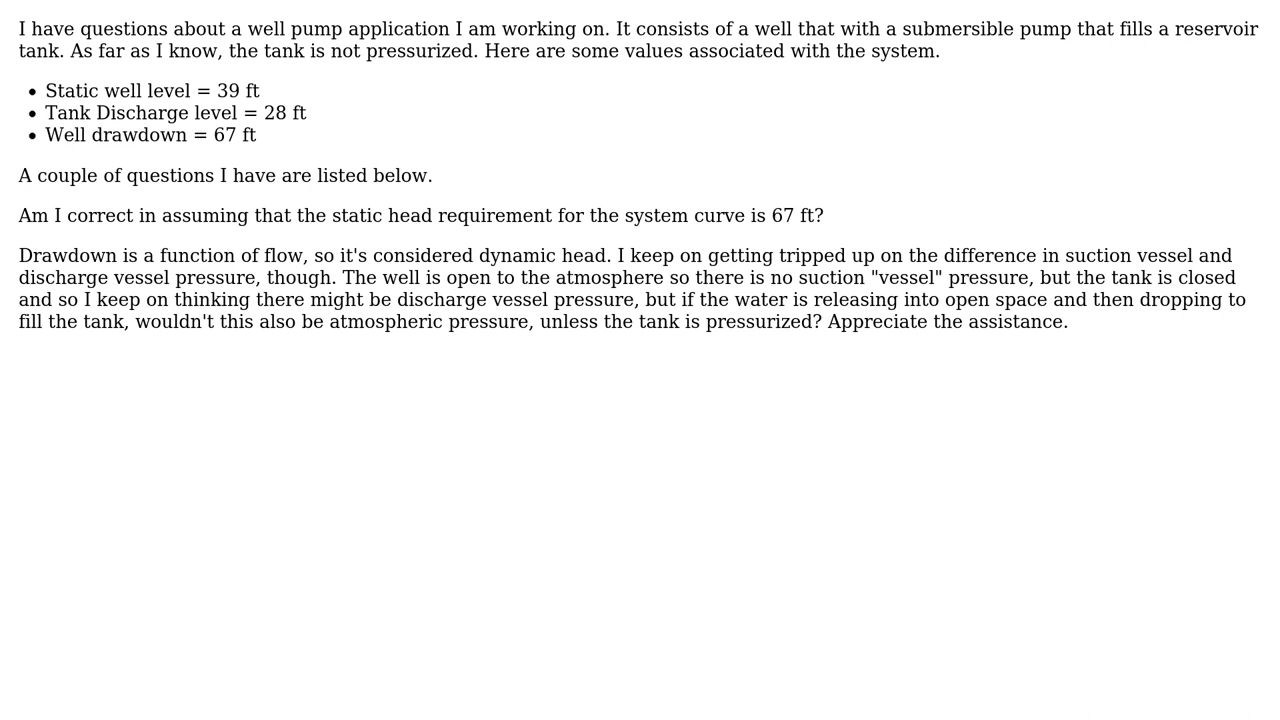 I have questions about a well pump application I am working on. It consists of a well that with a submersible pump that fills a reservoir
tank. As far as I know, the tank is not pressurized. Here are some values associated with the system.
• Static well level = 39 ft
• Tank Discharge level = 28 ft
• Well drawdown = 67 ft
A couple of questions I have are listed below.
Am I correct in assuming that the static head requirement for the system curve is 67 ft?
Drawdown is a function of flow, so it's considered dynamic head. I keep on getting tripped up on the difference in suction vessel and
discharge vessel pressure, though. The well is open to the atmosphere so there is no suction "vessel" pressure, but the tank is closed
and so I keep on thinking there might be discharge vessel pressure, but if the water is releasing into open space and then dropping to
fill the tank, wouldn't this also be atmospheric pressure, unless the tank is pressurized? Appreciate the assistance.